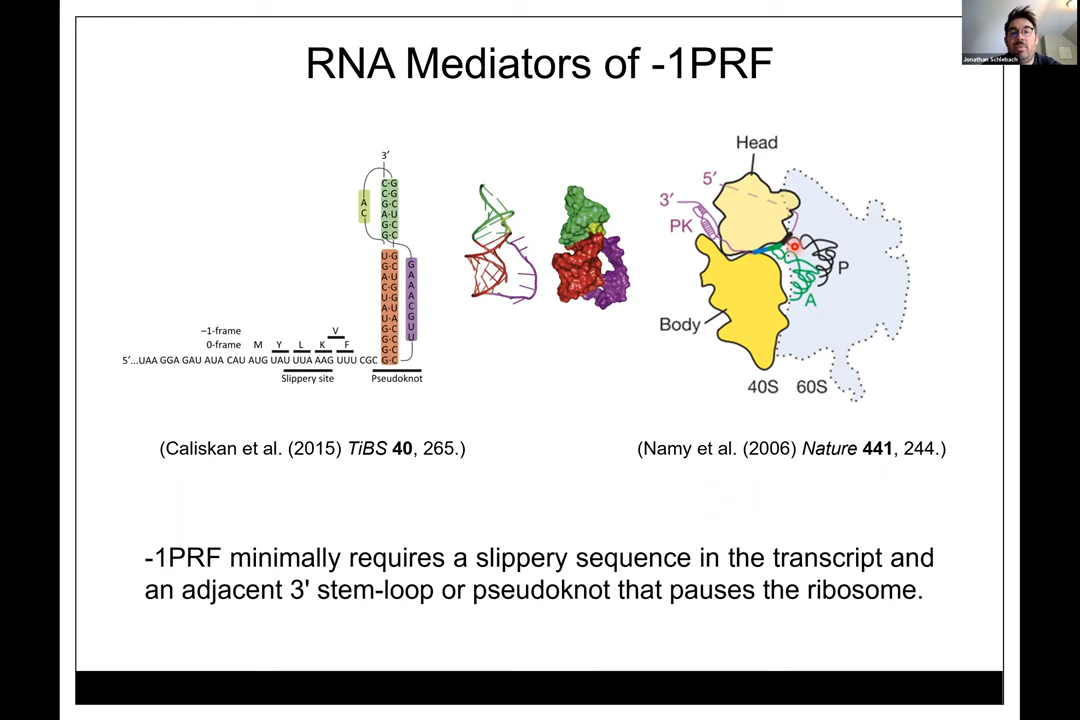 RNA Mediators of -1PRF
Jonathan Schlebach
3′
C·G
C·G
G·C
A·U
G·C
G·C
A
C
U·G
G·C
A·U
C·G
U·G
A·U
U·A
G·C
G·C
G·C
G·C
G
A
A
A
C
G
U
U
–1-frame V
0-frame M Y L K F
5′...UAA GGA GAU AUA CAU AUG UAU UUA AAG UUU CGC
Slippery site
Pseudoknot
Head
5′
3′
PK
P
A
Body
40S 60S
(Caliskan et al. (2015) TiBS 40, 265.)
(Namy et al. (2006) Nature 441, 244.)
-1PRF minimally requires a slippery sequence in the transcript and
an adjacent 3' stem-loop or pseudoknot that pauses the ribosome.